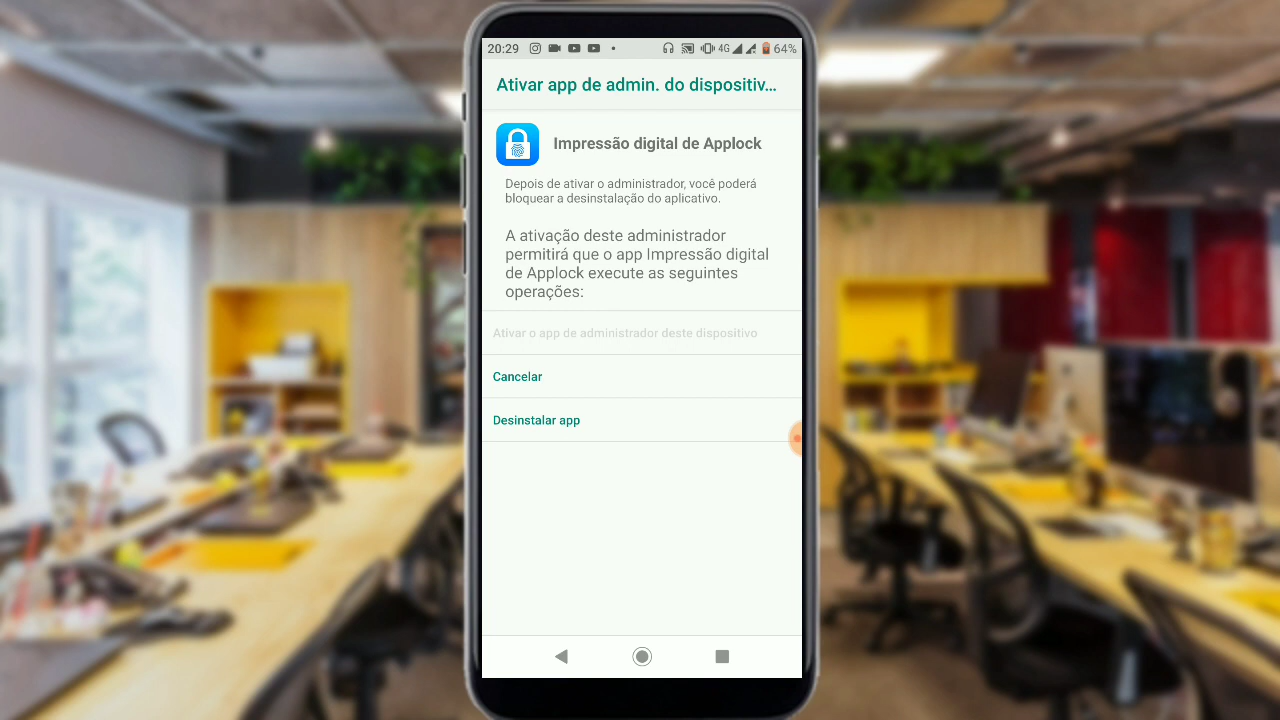 20:29 4G 64%
Ativar app de admin. do dispositiv...
Impressão digital de Applock
Depois de ativar o administrador, você poderá
bloquear a desinstalação do aplicativo.
A ativação deste administrador
permitirá que o app Impressão digital
de Applock execute as seguintes
operações:
Ativar o app de administrador deste dispositivo
Cancelar
Desinstalar app